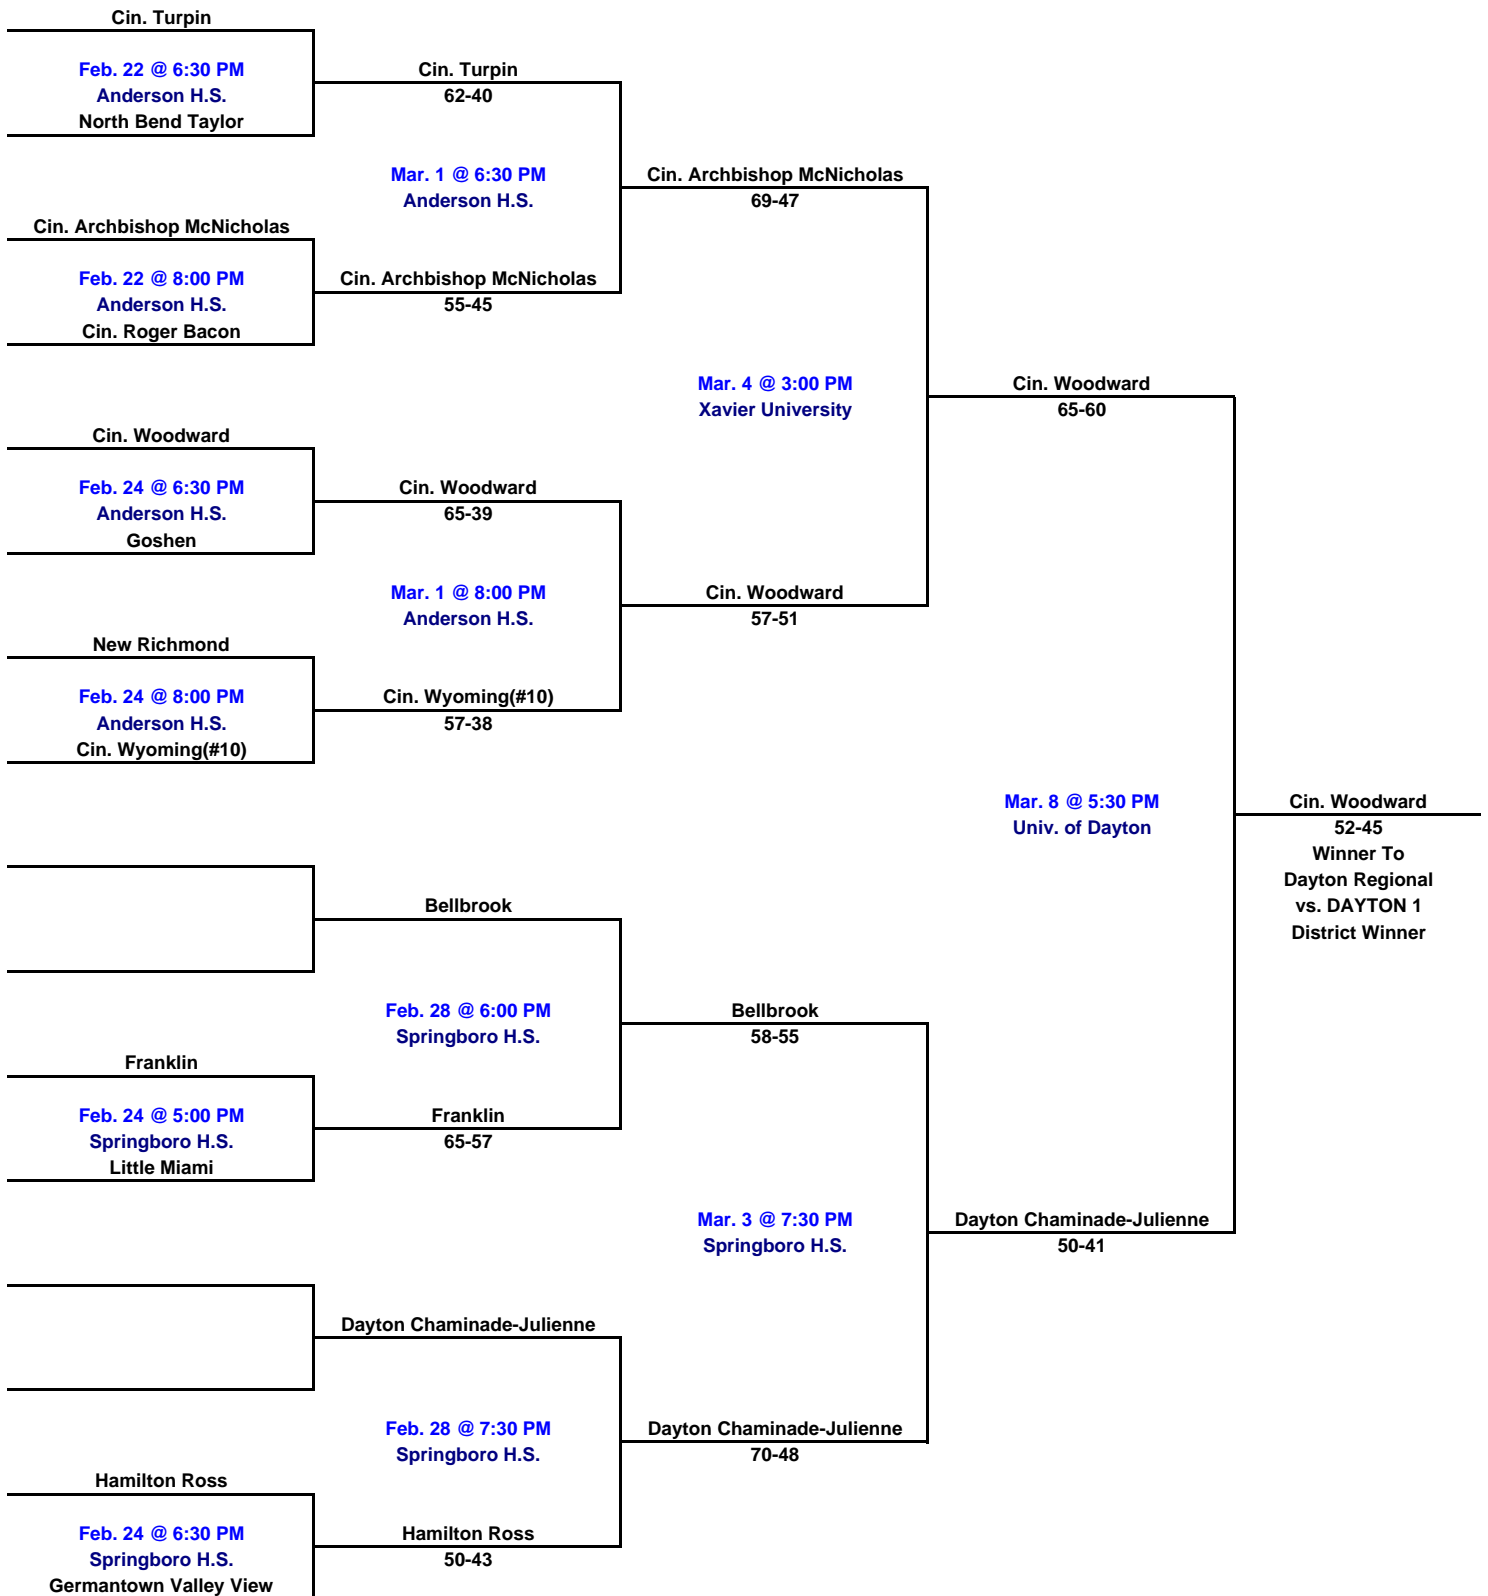 Cin. Turpin
Feb. 22 @ 6:30 PM
Anderson H.S.
North Bend Taylor
Cin. Archbishop McNicholas
Feb. 22 @ 8:00 PM
Anderson H.S.
Cin. Roger Bacon
Cin. Woodward
Feb. 24 @ 6:30 PM
Anderson H.S.
Goshen
New Richmond
Feb. 24 @ 8:00 PM
Anderson H.S.
Cin. Wyoming(#10)
Franklin
Feb. 24 @ 5:00 PM
Springboro H.S.
Little Miami
Hamilton Ross
Feb. 24 @ 6:30 PM
Springboro H.S.
Germantown Valley View
Cin. Turpin
62-40
Mar. 1 @ 6:30 PM
Anderson H.S.
Cin. Archbishop McNicholas
55-45
Cin. Woodward
65-39
Mar. 1 @ 8:00 PM
Anderson H.S.
Cin. Wyoming(#10)
57-38
Bellbrook
Feb. 28 @ 6:00 PM
Springboro H.S.
Franklin
65-57
Dayton Chaminade-Julienne
Feb. 28 @ 7:30 PM
Springboro H.S.
Hamilton Ross
50-43
Cin. Archbishop McNicholas
69-47
Mar. 4 @ 3:00 PM
Xavier University
Cin. Woodward
57-51
Bellbrook
58-55
Mar. 3 @ 7:30 PM
Springboro H.S.
Dayton Chaminade-Julienne
70-48
Cin. Woodward
65-60
Mar. 8 @ 5:30 PM
Univ. of Dayton
Dayton Chaminade-Julienne
50-41
Cin. Woodward
52-45
Winner To
Dayton Regional
vs. DAYTON 1
District Winner